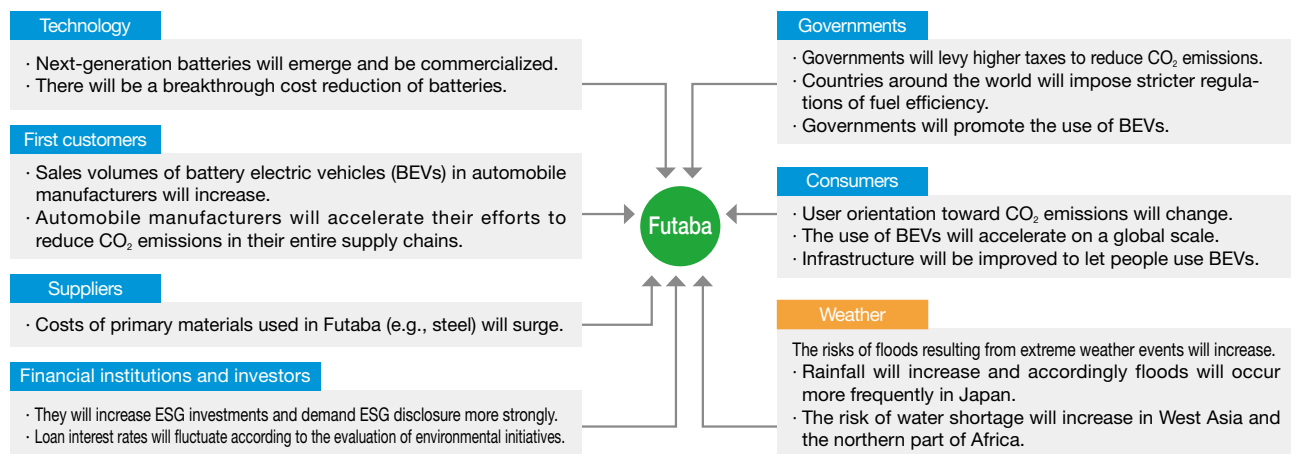 Technology
· Next-generation batteries will emerge and be commercialized.
· There will be a breakthrough cost reduction of batteries.
First customers
· Sales volumes of battery electric vehicles (BEVs) in automobile
manufacturers will increase.
· Automobile manufacturers will accelerate their efforts to
reduce CO₂ emissions in their entire supply chains.
Suppliers
· Costs of primary materials used in Futaba (e.g., steel) will surge.
Financial institutions and investors
· They will increase ESG investments and demand ESG disclosure more strongly.
· Loan interest rates will fluctuate according to the evaluation of environmental initiatives.
Futaba
Governments
· Governments will levy higher taxes to reduce CO₂ emissions.
· Countries around the world will impose stricter regula-
tions of fuel efficiency.
· Governments will promote the use of BEVs.
Consumers
· User orientation toward CO₂ emissions will change.
· The use of BEVs will accelerate on a global scale.
· Infrastructure will be improved to let people use BEVs.
Weather
The risks of floods resulting from extreme weather events will increase.
· Rainfall will increase and accordingly floods will occur
more frequently in Japan.
· The risk of water shortage will increase in West Asia and
the northern part of Africa.